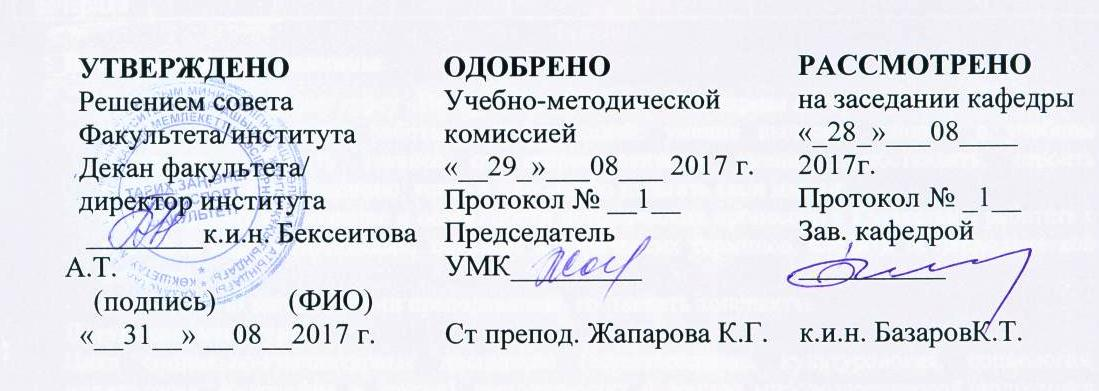 УТВЕРЖДЕНО
Решением совета
Факультета/института
Декан факультета/
директор института
_________к.и.н. Бексеитова
А.Т.
(подпись) (ФИО)
«__31__» __08__2017 г.
ОДОБРЕНО
Учебно-методической
комиссией
«__29_»___08___ 2017 г.
Протокол № __1__
Председатель
УМК__________
Ст препод. Жапарова К.Г.
РАССМОТРЕНО
на заседании кафедры
«_28_»___08____
2017г.
Протокол № _1__
Зав. кафедрой
___________
к.и.н. БазаровК.Т.